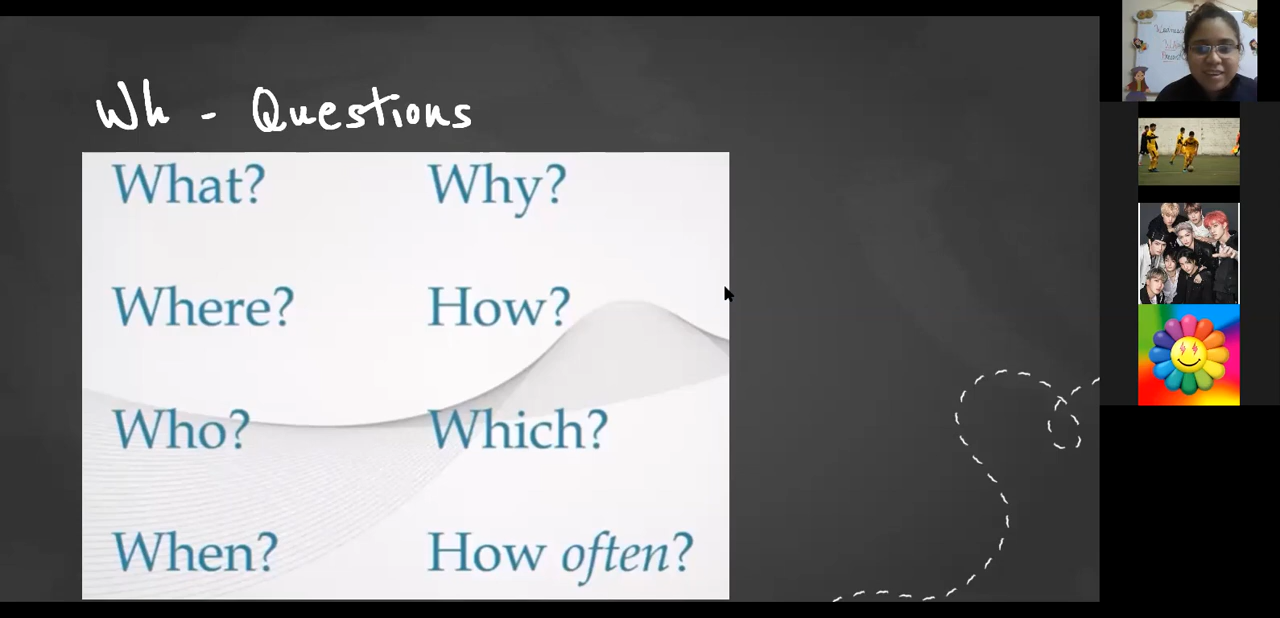 Wh - Questions
What? Why?
Where? How?
Who? Which?
When? How often?